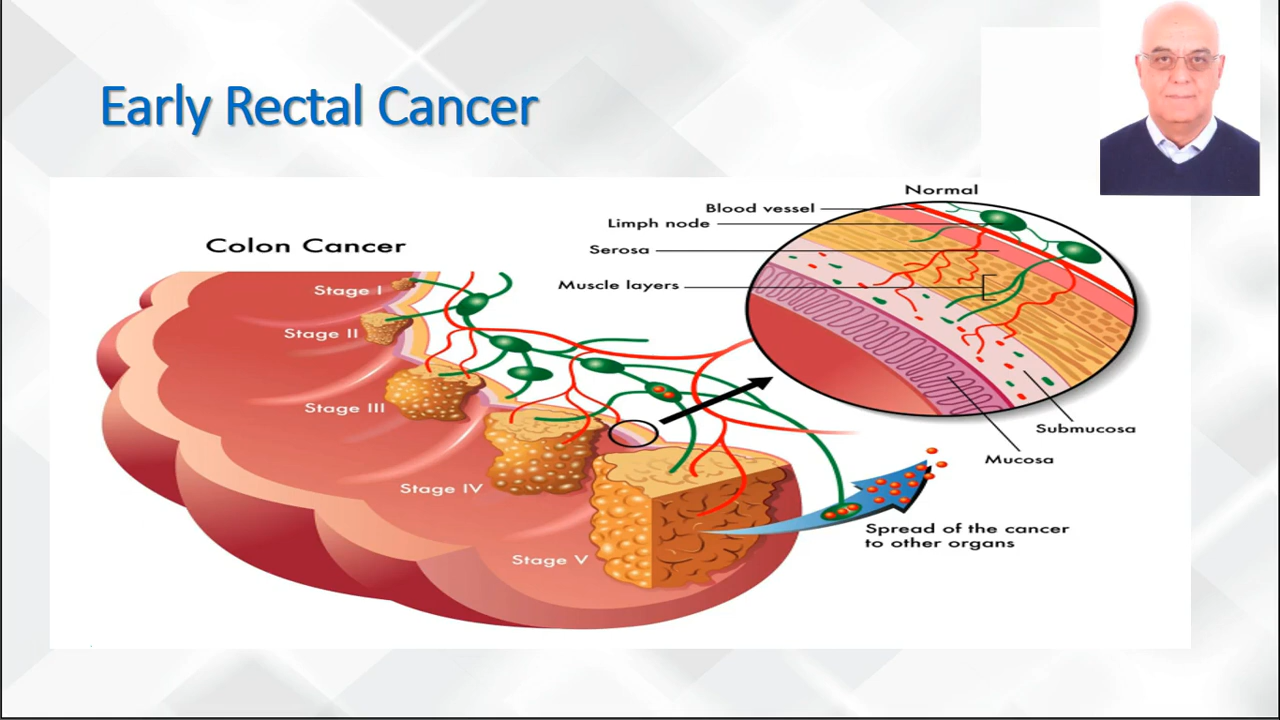 Early Rectal Cancer
Normal
Blood vessel
Limph node
Serosa
Muscle layers
Colon Cancer
Stage I
Stage II
Stage III
Stage IV
Stage V
Submucosa
Mucosa
Spread of the cancer
to other organs